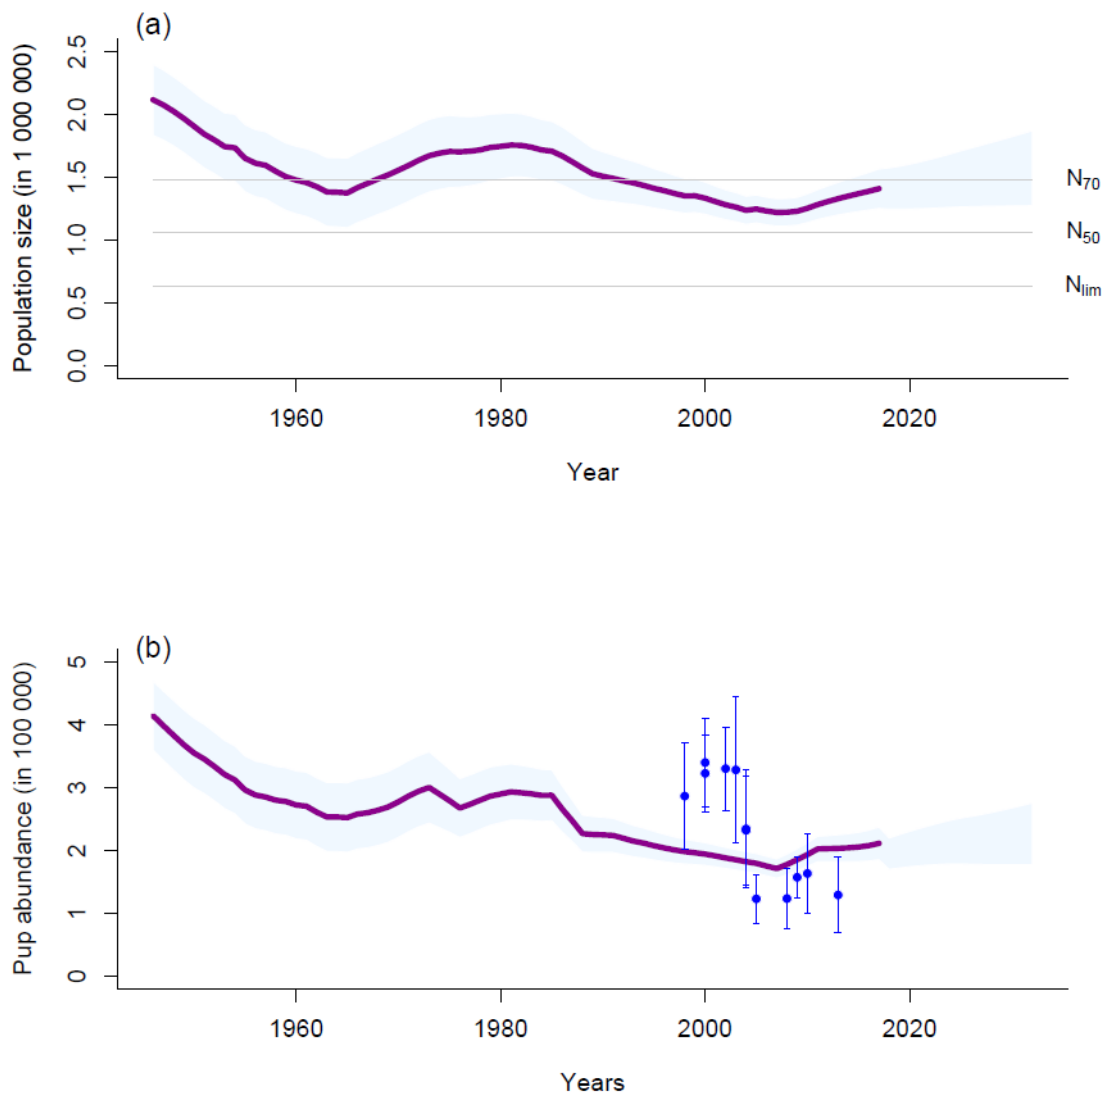 (a)
Population size (in 1 000 000)
2.5
2.0
1.5
1.0
0.5
0.0
N70
N50
Nlim
1960 1980 2000 2020
Year
(b)
Pup abundance (in 100 000)
5
4
3
2
1
0
1960 1980 2000 2020
Years